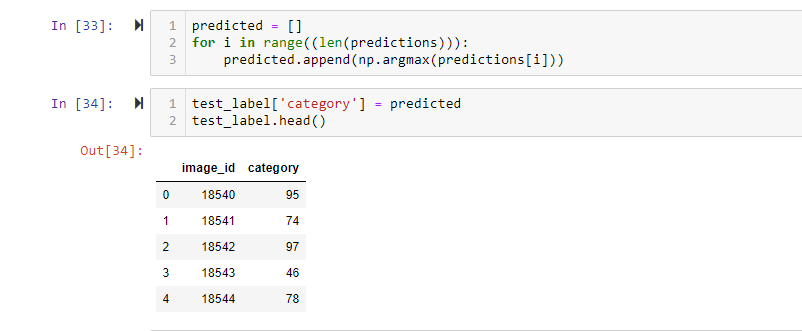 In [33]:
1 predicted = []
2 for i in range((len(predictions))):
3     predicted.append(np.argmax(predictions[i]))
In [34]:
1 test_label['category'] = predicted
2 test_label.head()
Out[34]:
image_id category
0 18540 95
1 18541 74
2 18542 97
3 18543 46
4 18544 78